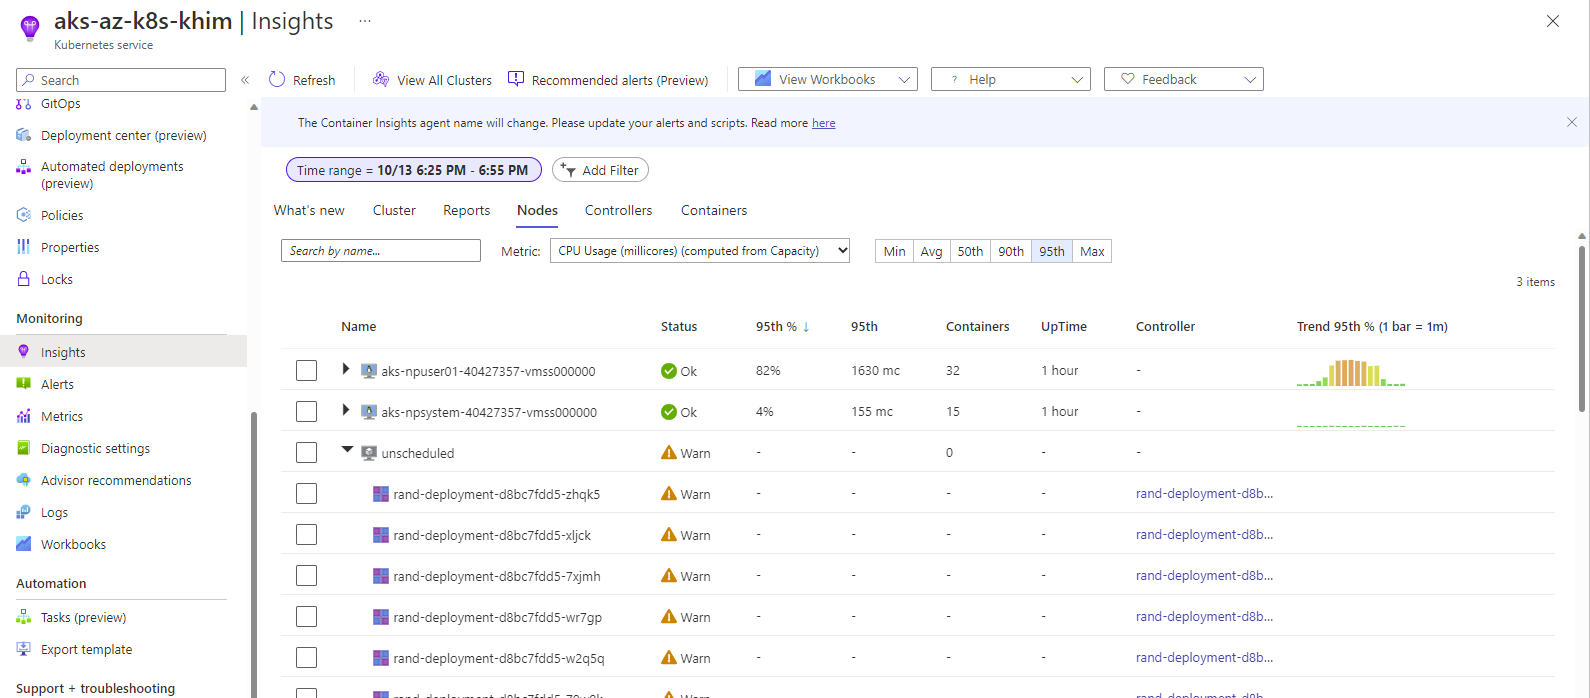 aks-az-k8s-khim | Insights ...
Kubernetes service
Search
«
Refresh
View All Clusters
Recommended alerts (Preview)
View Workbooks
? Help
Feedback
GitOps
Deployment center (preview)
Automated deployments
(preview)
Policies
Properties
Locks
Monitoring
Insights
Alerts
Metrics
Diagnostic settings
Advisor recommendations
Logs
Workbooks
Automation
Tasks (preview)
Export template
Support + troubleshooting
The Container Insights agent name will change. Please update your alerts and scripts. Read more here
Time range = 10/13 6:25 PM - 6:55 PM
Add Filter
What's new Cluster Reports Nodes Controllers Containers
Search by name...
Metric: CPU Usage (millicores) (computed from Capacity)
Min Avg 50th 90th 95th Max
3 items
Name Status 95th % ↓ 95th Containers UpTime Controller Trend 95th % (1 bar = 1m)
aks-npuser01-40427357-vmss000000 Ok 82% 1630 mc 32 1 hour -
aks-npsystem-40427357-vmss000000 Ok 4% 155 mc 15 1 hour -
unscheduled Warn - - 0 - -
rand-deployment-d8bc7fdd5-zhqk5 Warn - - - - rand-deployment-d8b...
rand-deployment-d8bc7fdd5-xljck Warn - - - - rand-deployment-d8b...
rand-deployment-d8bc7fdd5-7xjmh Warn - - - - rand-deployment-d8b...
rand-deployment-d8bc7fdd5-wr7gp Warn - - - - rand-deployment-d8b...
rand-deployment-d8bc7fdd5-w2q5q Warn - - - - rand-deployment-d8b...